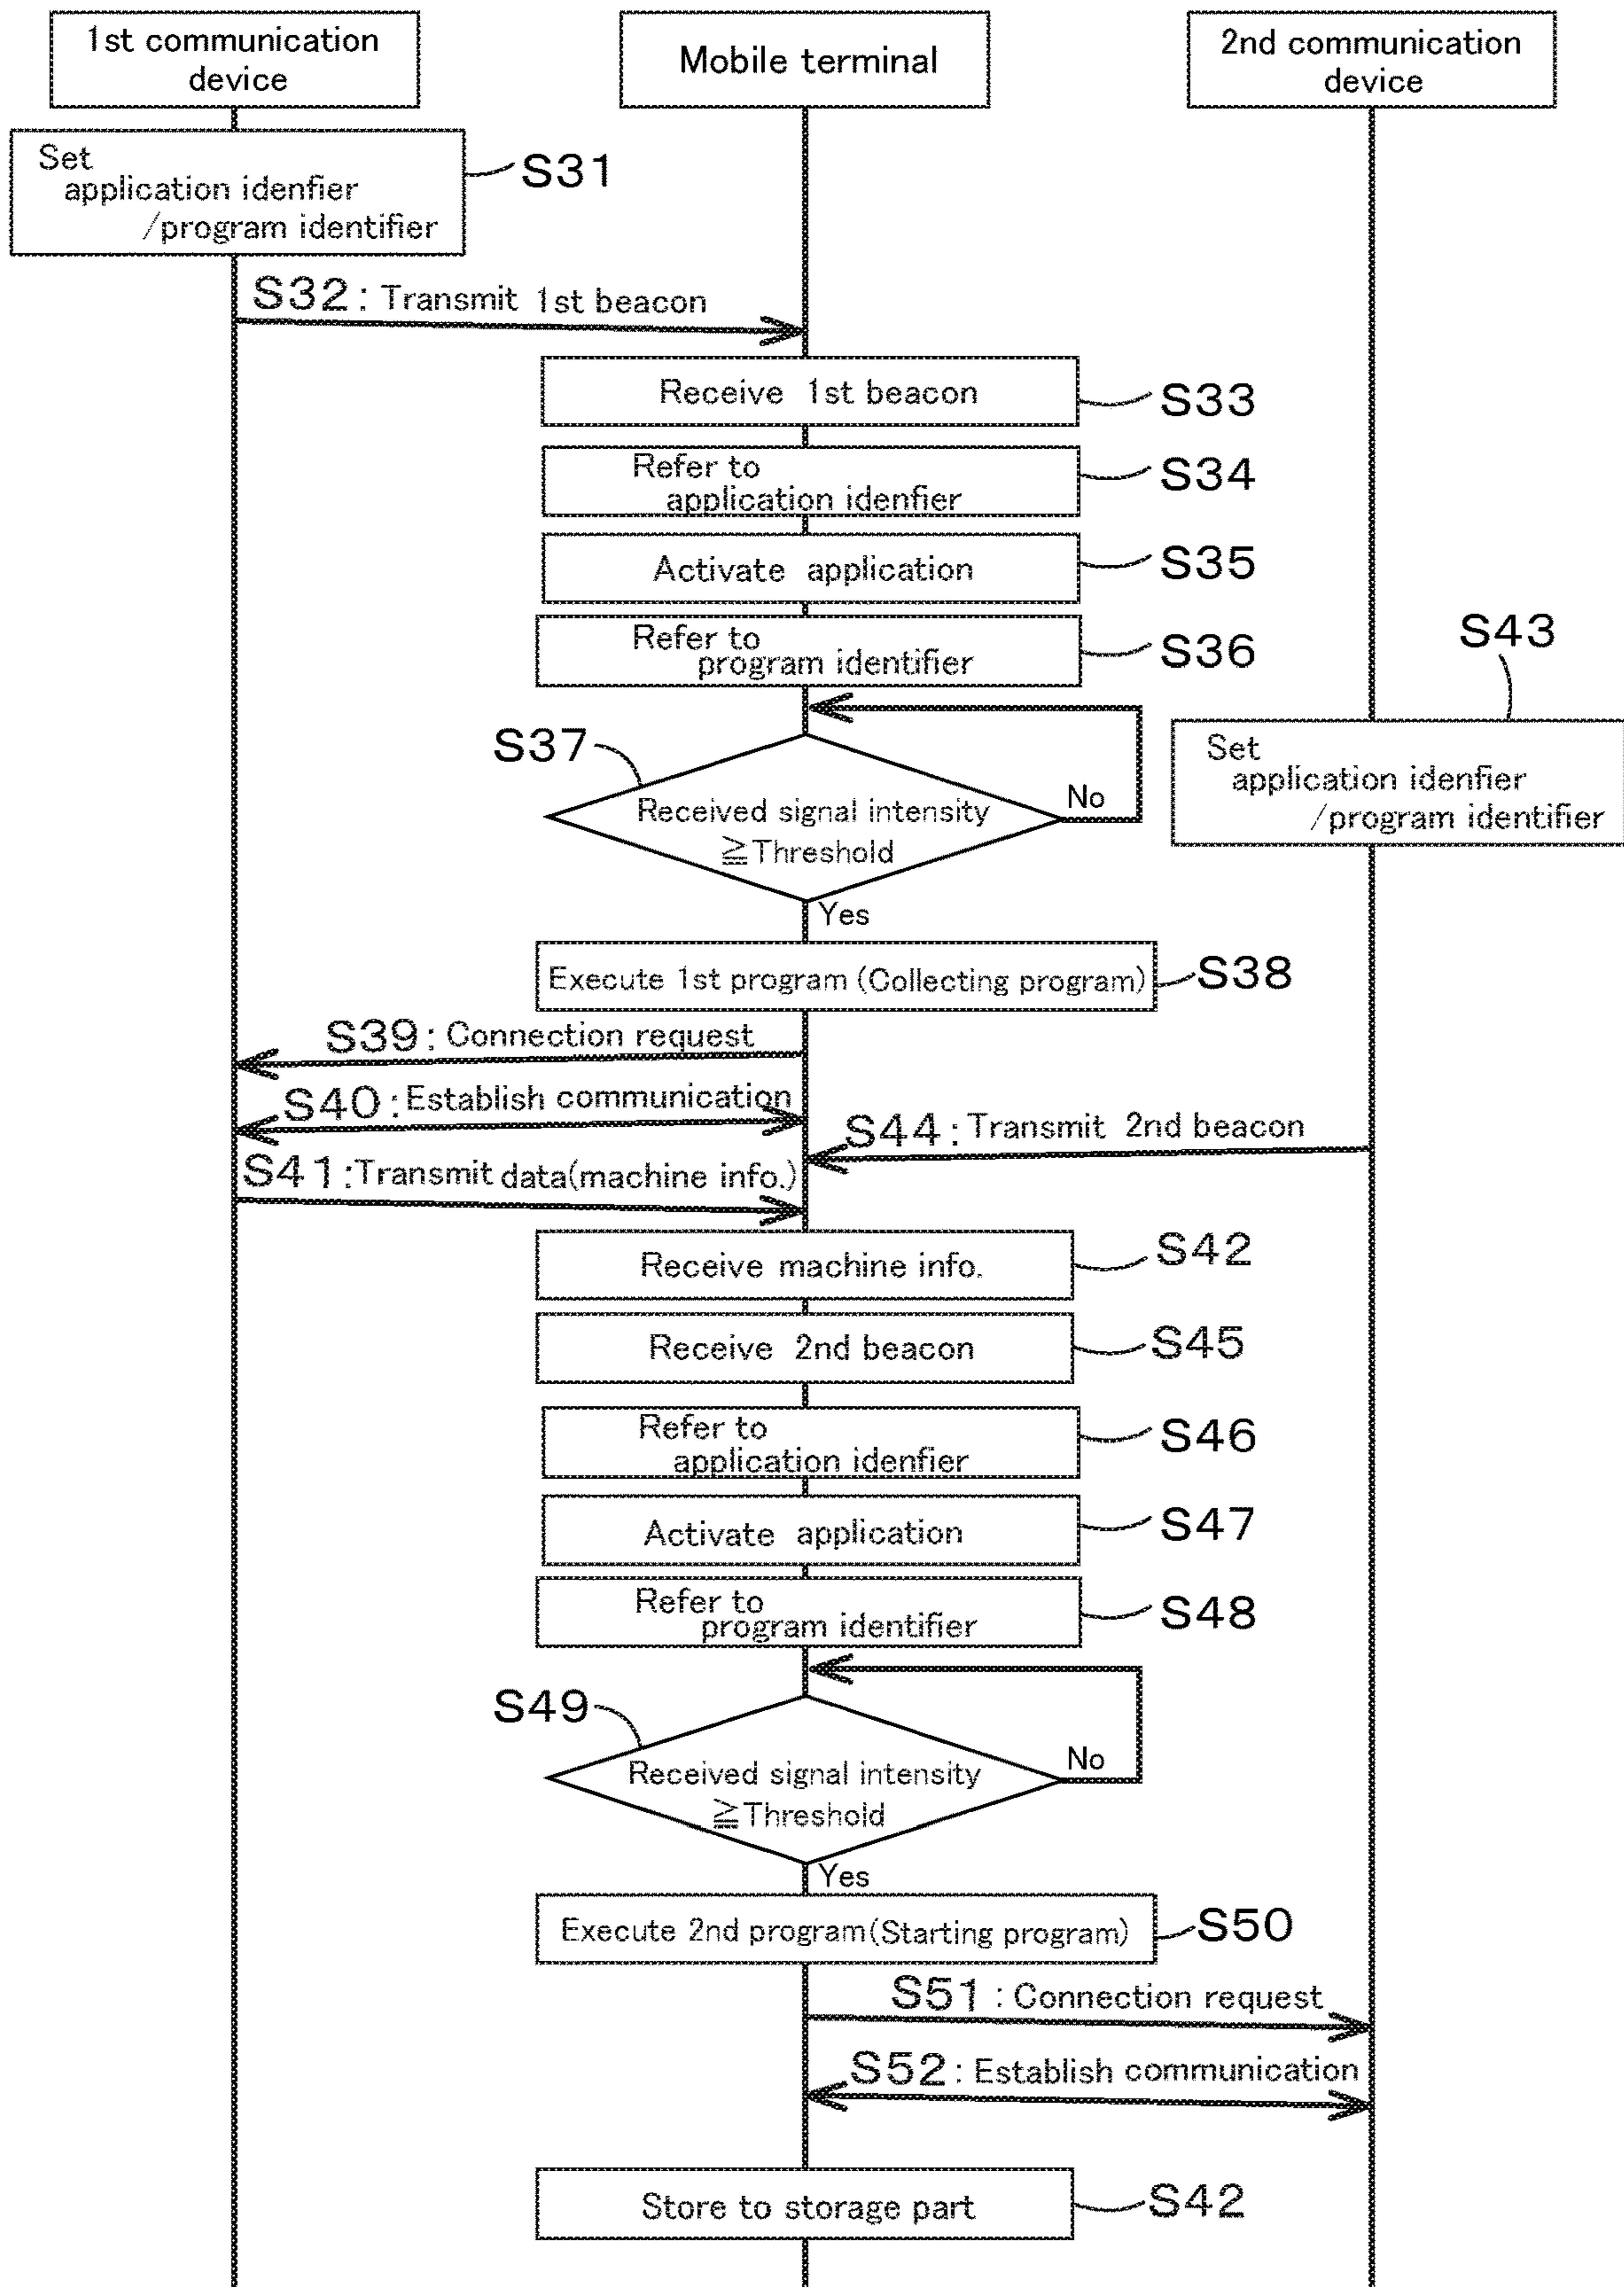 1st communication
device
Mobile terminal
2nd communication
device
Set
application idenfier
/program identifier
S31
S32: Transmit 1st beacon
Receive 1st beacon
S33
Refer to
application idenfier
S34
Activate application
S35
Refer to
program identifier
S36
S43
Set
application idenfier
/program identifier
S37
Received signal intensity
≧Threshold
No
Yes
Execute 1st program (Collecting program)
S38
S39: Connection request
S40: Establish communication
S44: Transmit 2nd beacon
S41:Transmit data(machine info.)
Receive machine info.
S42
Receive 2nd beacon
S45
Refer to
application idenfier
S46
Activate application
S47
Refer to
program identifier
S48
S49
Received signal intensity
≧Threshold
No
Yes
Execute 2nd program(Starting program)
S50
S51: Connection request
S52: Establish communication
Store to storage part
S42